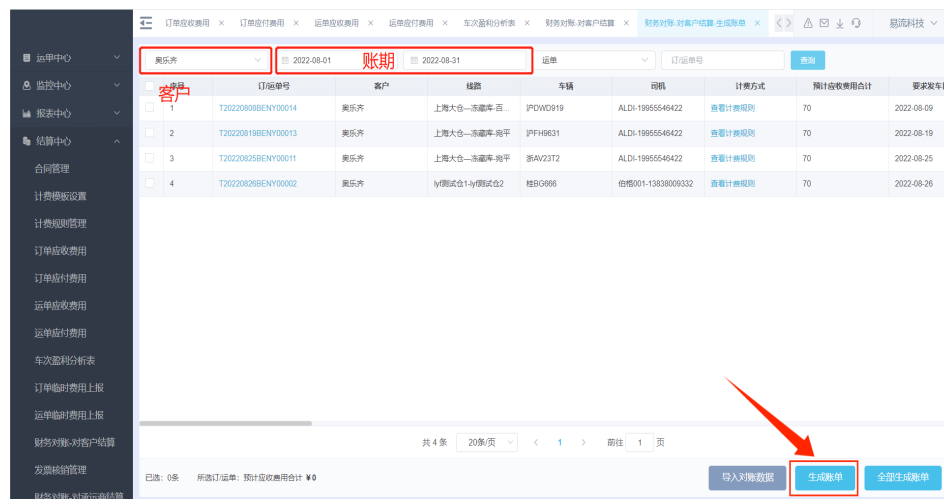 订单应收费用 × 订单应付费用 × 运单应收费用 × 运单应付费用 × 车次盈利分析表 × 财务对账-对客户结算 × 财务对账-对客户结算-生成账单 × 易流科技
运单中心
监控中心
报表中心
结算中心
合同管理
计费模板设置
计费规则管理
订单应收费用
订单应付费用
运单应收费用
运单应付费用
车次盈利分析表
订单临时费用上报
运单临时费用上报
财务对账-对客户结算
发票核销管理
财务对账-对承运商结算
奥乐齐 2022-08-01 账期 2022-08-31 运单 订/运单号 查询
客户
序号 订/运单号 客户 线路 车辆 司机 计费方式 预计应收费用合计 要求发车
1 T20220808BENY00014 奥乐齐 上海大仓—冻藏库-百... 沪DWD919 ALDI-19955546422 查看计费规则 70 2022-08-09
2 T20220819BENY00013 奥乐齐 上海大仓—冻藏库-宛平 沪FH9631 ALDI-19955546422 查看计费规则 70 2022-08-19
3 T20220825BENY00011 奥乐齐 上海大仓—冻藏库-宛平 浙AV23T2 ALDI-19955546422 查看计费规则 70 2022-08-25
4 T20220826BENY00002 奥乐齐 lyf测试仓1-lyf测试仓2 桂BG666 伯格001-13838009332 查看计费规则 70 2022-08-26
共 4 条 20条/页 < 1 > 前往 1 页
已选: 0条 所选订/运单: 预计应收费用合计 ¥0 导入对账数据 生成账单 全部生成账单